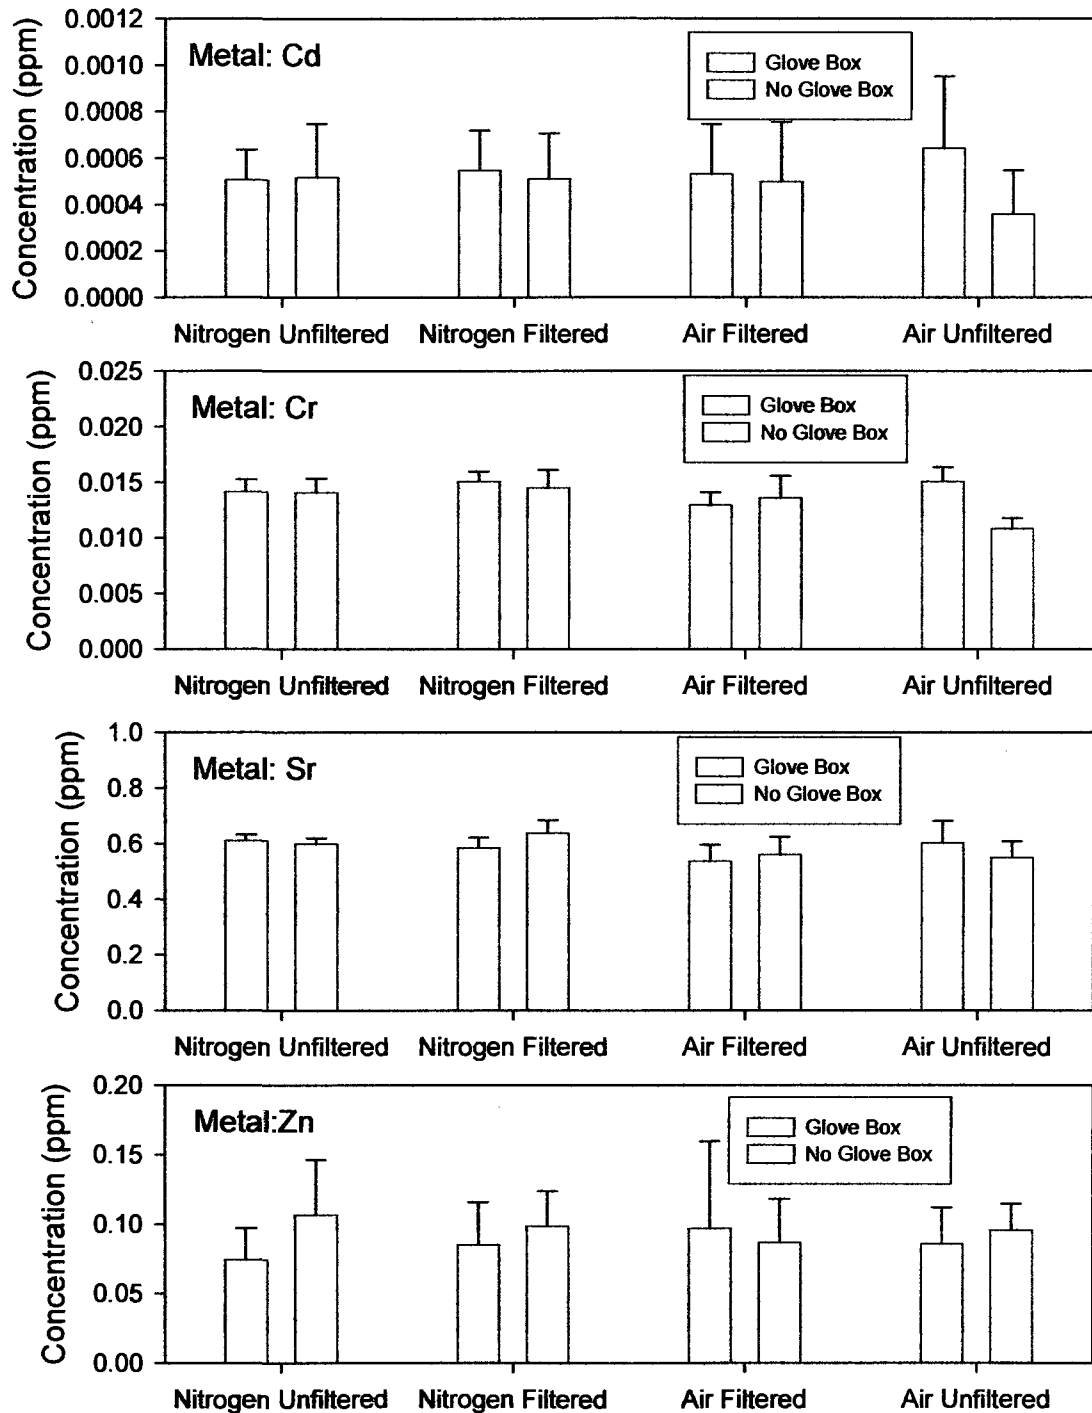 Concentration (ppm)
0.0012
0.0010
0.0008
0.0006
0.0004
0.0002
0.0000
Metal: Cd
Glove Box
No Glove Box
Nitrogen Unfiltered Nitrogen Filtered Air Filtered Air Unfiltered
Concentration (ppm)
0.025
0.020
0.015
0.010
0.005
0.000
Metal: Cr
Glove Box
No Glove Box
Nitrogen Unfiltered Nitrogen Filtered Air Filtered Air Unfiltered
Concentration (ppm)
1.0
0.8
0.6
0.4
0.2
0.0
Metal: Sr
Glove Box
No Glove Box
Nitrogen Unfiltered Nitrogen Filtered Air Filtered Air Unfiltered
Concentration (ppm)
0.20
0.15
0.10
0.05
0.00
Metal:Zn
Glove Box
No Glove Box
Nitrogen Unfiltered Nitrogen Filtered Air Filtered Air Unfiltered